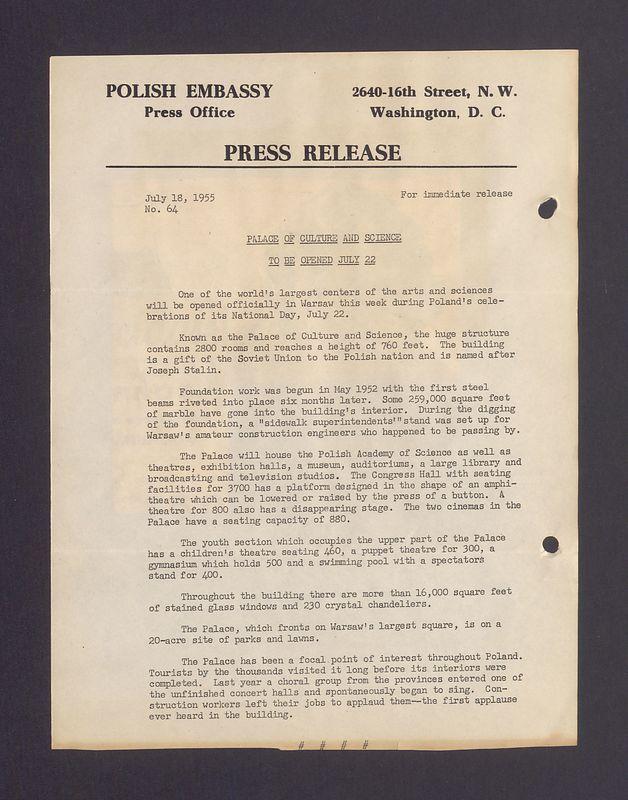 POLISH EMBASSY
Press Office
2640-16th Street, N. W.
Washington, D. C.
PRESS RELEASE
July 18, 1955
No. 64
For immediate release
PALACE OF CULTURE AND SCIENCE
TO BE OPENED JULY 22
One of the world's largest centers of the arts and sciences
will be opened officially in Warsaw this week during Poland's cele-
brations of its National Day, July 22.
Known as the Palace of Culture and Science, the huge structure
contains 2800 rooms and reaches a height of 760 feet. The building
is a gift of the Soviet Union to the Polish nation and is named after
Joseph Stalin.
Foundation work was begun in May 1952 with the first steel
beams riveted into place six months later. Some 259,000 square feet
of marble have gone into the building's interior. During the digging
of the foundation, a "sidewalk superintendents'" stand was set up for
Warsaw's amateur construction engineers who happened to be passing by.
The Palace will house the Polish Academy of Science as well as
theatres, exhibition halls, a museum, auditoriums, a large library and
broadcasting and television studios. The Congress Hall with seating
facilities for 3700 has a platform designed in the shape of an amphi-
theatre which can be lowered or raised by the press of a button. A
theatre for 800 also has a disappearing stage. The two cinemas in the
Palace have a seating capacity of 880.
The youth section which occupies the upper part of the Palace
has a children's theatre seating 460, a puppet theatre for 300, a
gymnasium which holds 500 and a swimming pool with a spectators
stand for 400.
Throughout the building there are more than 16,000 square feet
of stained glass windows and 230 crystal chandeliers.
The Palace, which fronts on Warsaw's largest square, is on a
20-acre site of parks and lawns.
The Palace has been a focal point of interest throughout Poland.
Tourists by the thousands visited it long before its interiors were
completed. Last year a choral group from the provinces entered one of
the unfinished concert halls and spontaneously began to sing. Con-
struction workers left their jobs to applaud them--the first applause
ever heard in the building.
# # # #